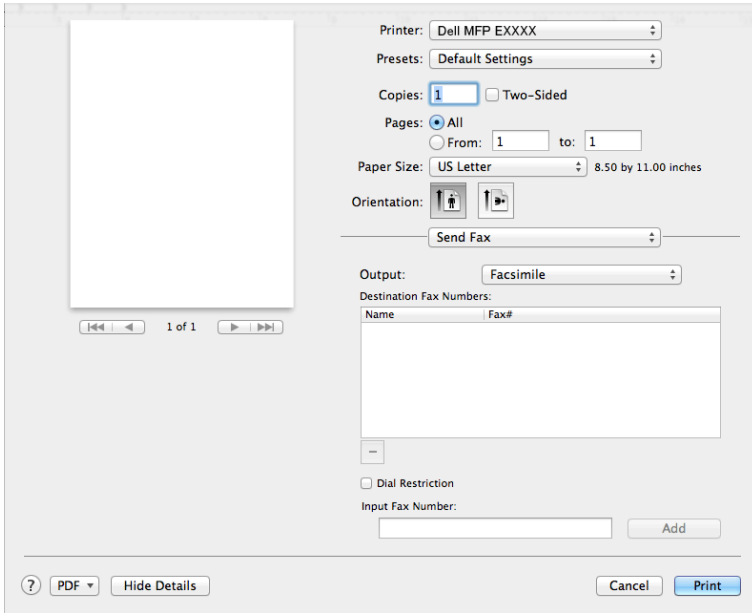 Printer: Dell MFP EXXXX
Presets: Default Settings
Copies: 1 Two-Sided
Pages: All
From: 1 to: 1
Paper Size: US Letter 8.50 by 11.00 inches
Orientation:
Send Fax
Output: Facsimile
Destination Fax Numbers:
Name Fax#
1 of 1
–
Dial Restriction
Input Fax Number:
Add
? PDF Hide Details Cancel Print